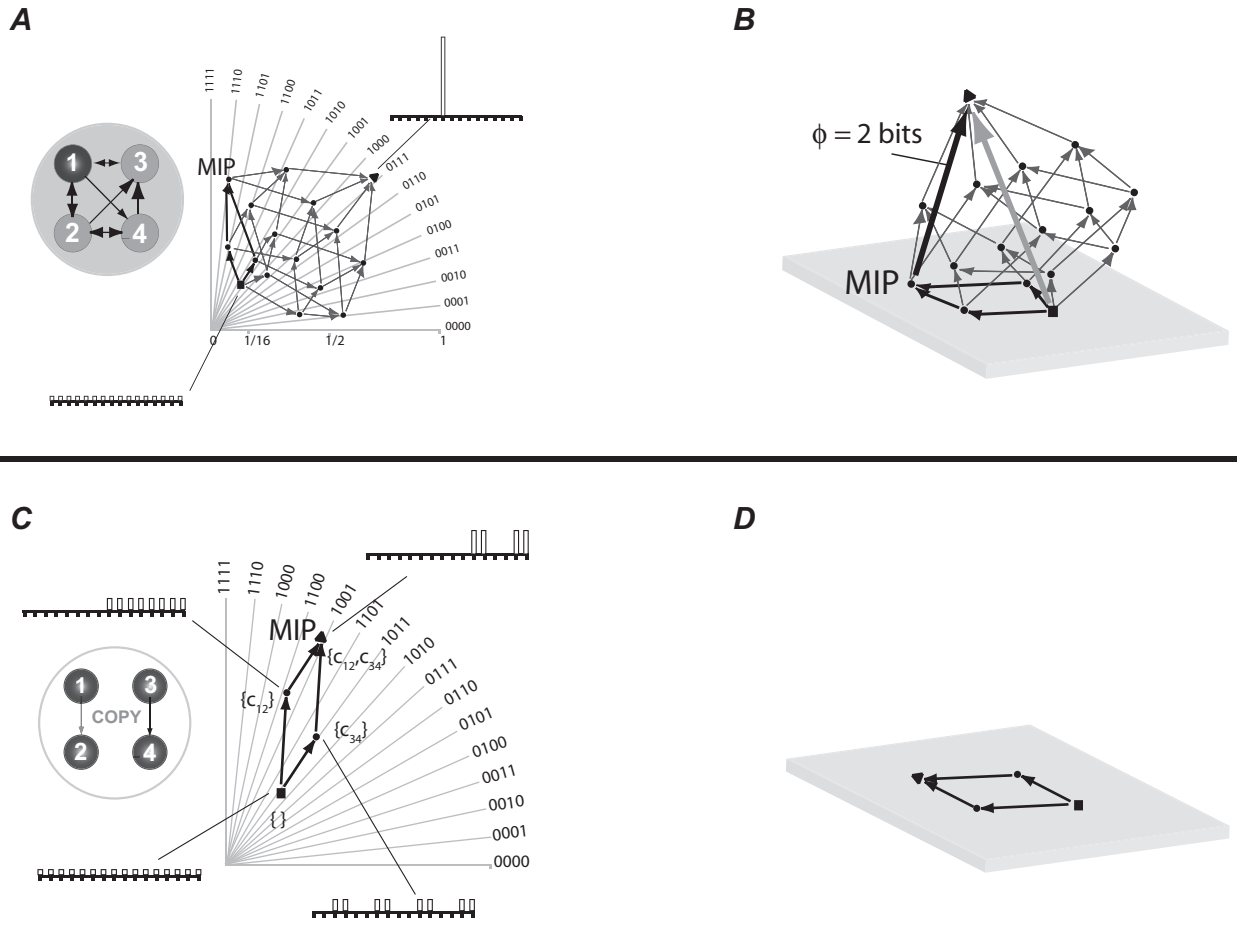 A
1111
1110
1101
1100
1011
1010
1001
1000
0111
0110
0101
0100
0011
0010
0001
0000
MIP
1 3
2 4
0 1/16 1/2 1
B
ϕ = 2 bits
MIP
C
1111
1110
1000
1100
1001
1101
1011
1010
0111
0110
0101
0100
0011
0010
0001
0000
MIP
{c12,c34}
{c12}
{c34}
{ }
1 3
COPY
2 4
D